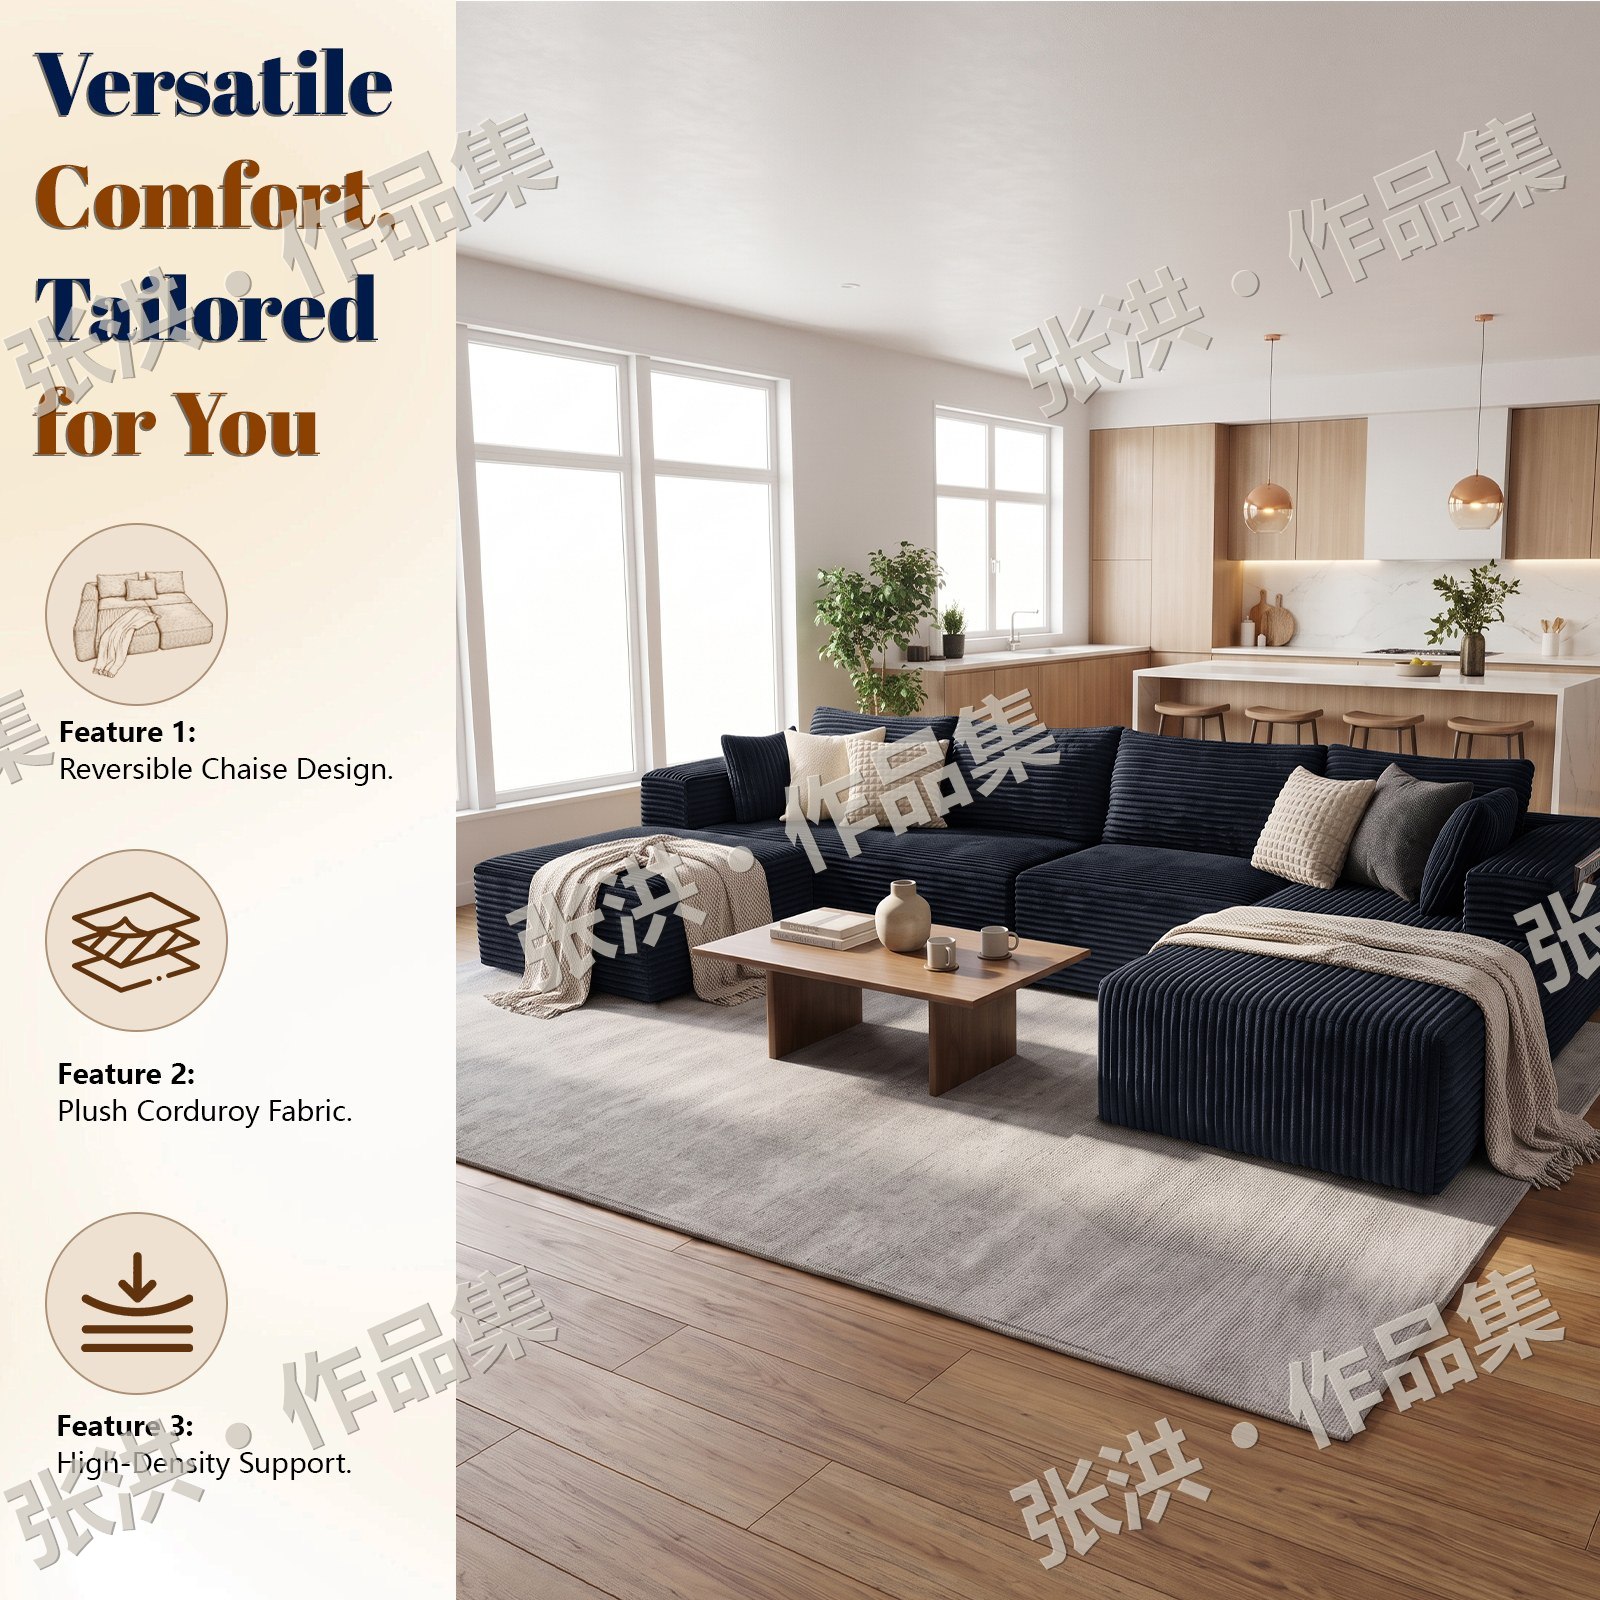 Versatile
Comfort,
Tailored
for You
Feature 1:
Reversible Chaise Design.
Feature 2:
Plush Corduroy Fabric.
Feature 3:
High-Density Support.
张洪·作品集
张洪·作品集
张洪·作品集
张洪·作品集
张洪·作品集
集
张